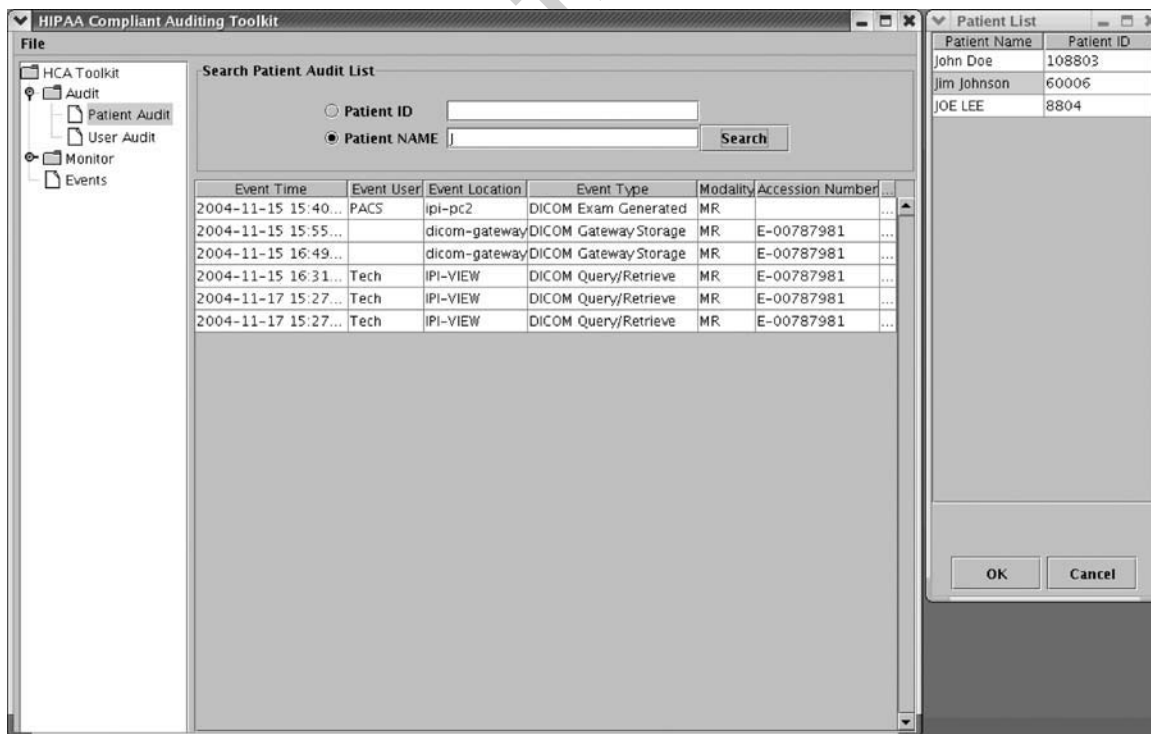 HIPAA Compliant Auditing Toolkit
File
HCA Toolkit
Audit
Patient Audit
User Audit
Monitor
Events
Search Patient Audit List
Patient ID
Patient NAME J Search
Event Time Event User Event Location Event Type Modality Accession Number ...
2004-11-15 15:40... PACS ipi-pc2 DICOM Exam Generated MR ...
2004-11-15 15:55... dicom-gateway DICOM Gateway Storage MR E-00787981 ...
2004-11-15 16:49... dicom-gateway DICOM Gateway Storage MR E-00787981 ...
2004-11-15 16:31... Tech IPI-VIEW DICOM Query/Retrieve MR E-00787981 ...
2004-11-17 15:27... Tech IPI-VIEW DICOM Query/Retrieve MR E-00787981 ...
2004-11-17 15:27... Tech IPI-VIEW DICOM Query/Retrieve MR E-00787981 ...
Patient List
Patient Name Patient ID
John Doe 108803
Jim Johnson 60006
JOE LEE 8804
OK Cancel